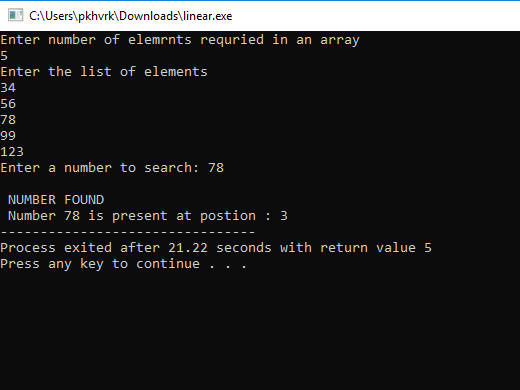 C:\Users\pkhvrk\Downloads\linear.exe
Enter number of elemrnts requried in an array
5
Enter the list of elements
34
56
78
99
123
Enter a number to search: 78
NUMBER FOUND
Number 78 is present at postion : 3
--------------------------------
Process exited after 21.22 seconds with return value 5
Press any key to continue . . .